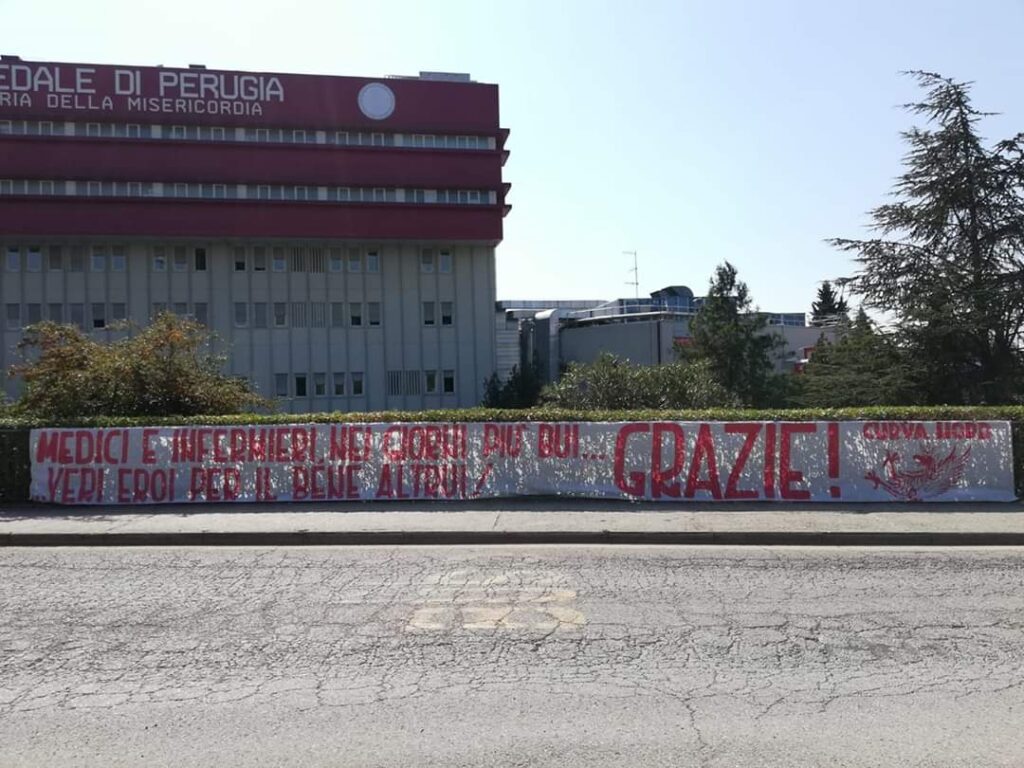 EDALE DI PERUGIA
RIA DELLA MISERICORDIA
MEDICI E INFERMIERI, NEI GIORNI PIU' BUI...
...VERI EROI PER IL BENE ALTRUI!
GRAZIE!
CURVA NORD